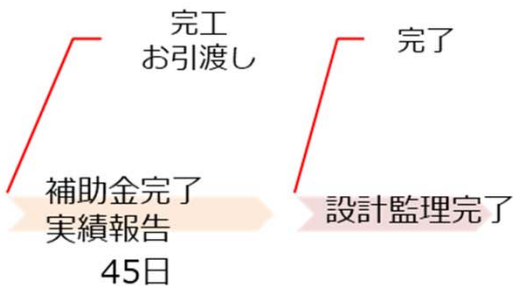 完工
お引渡し
完了
補助金完了
実績報告
45日
設計監理完了